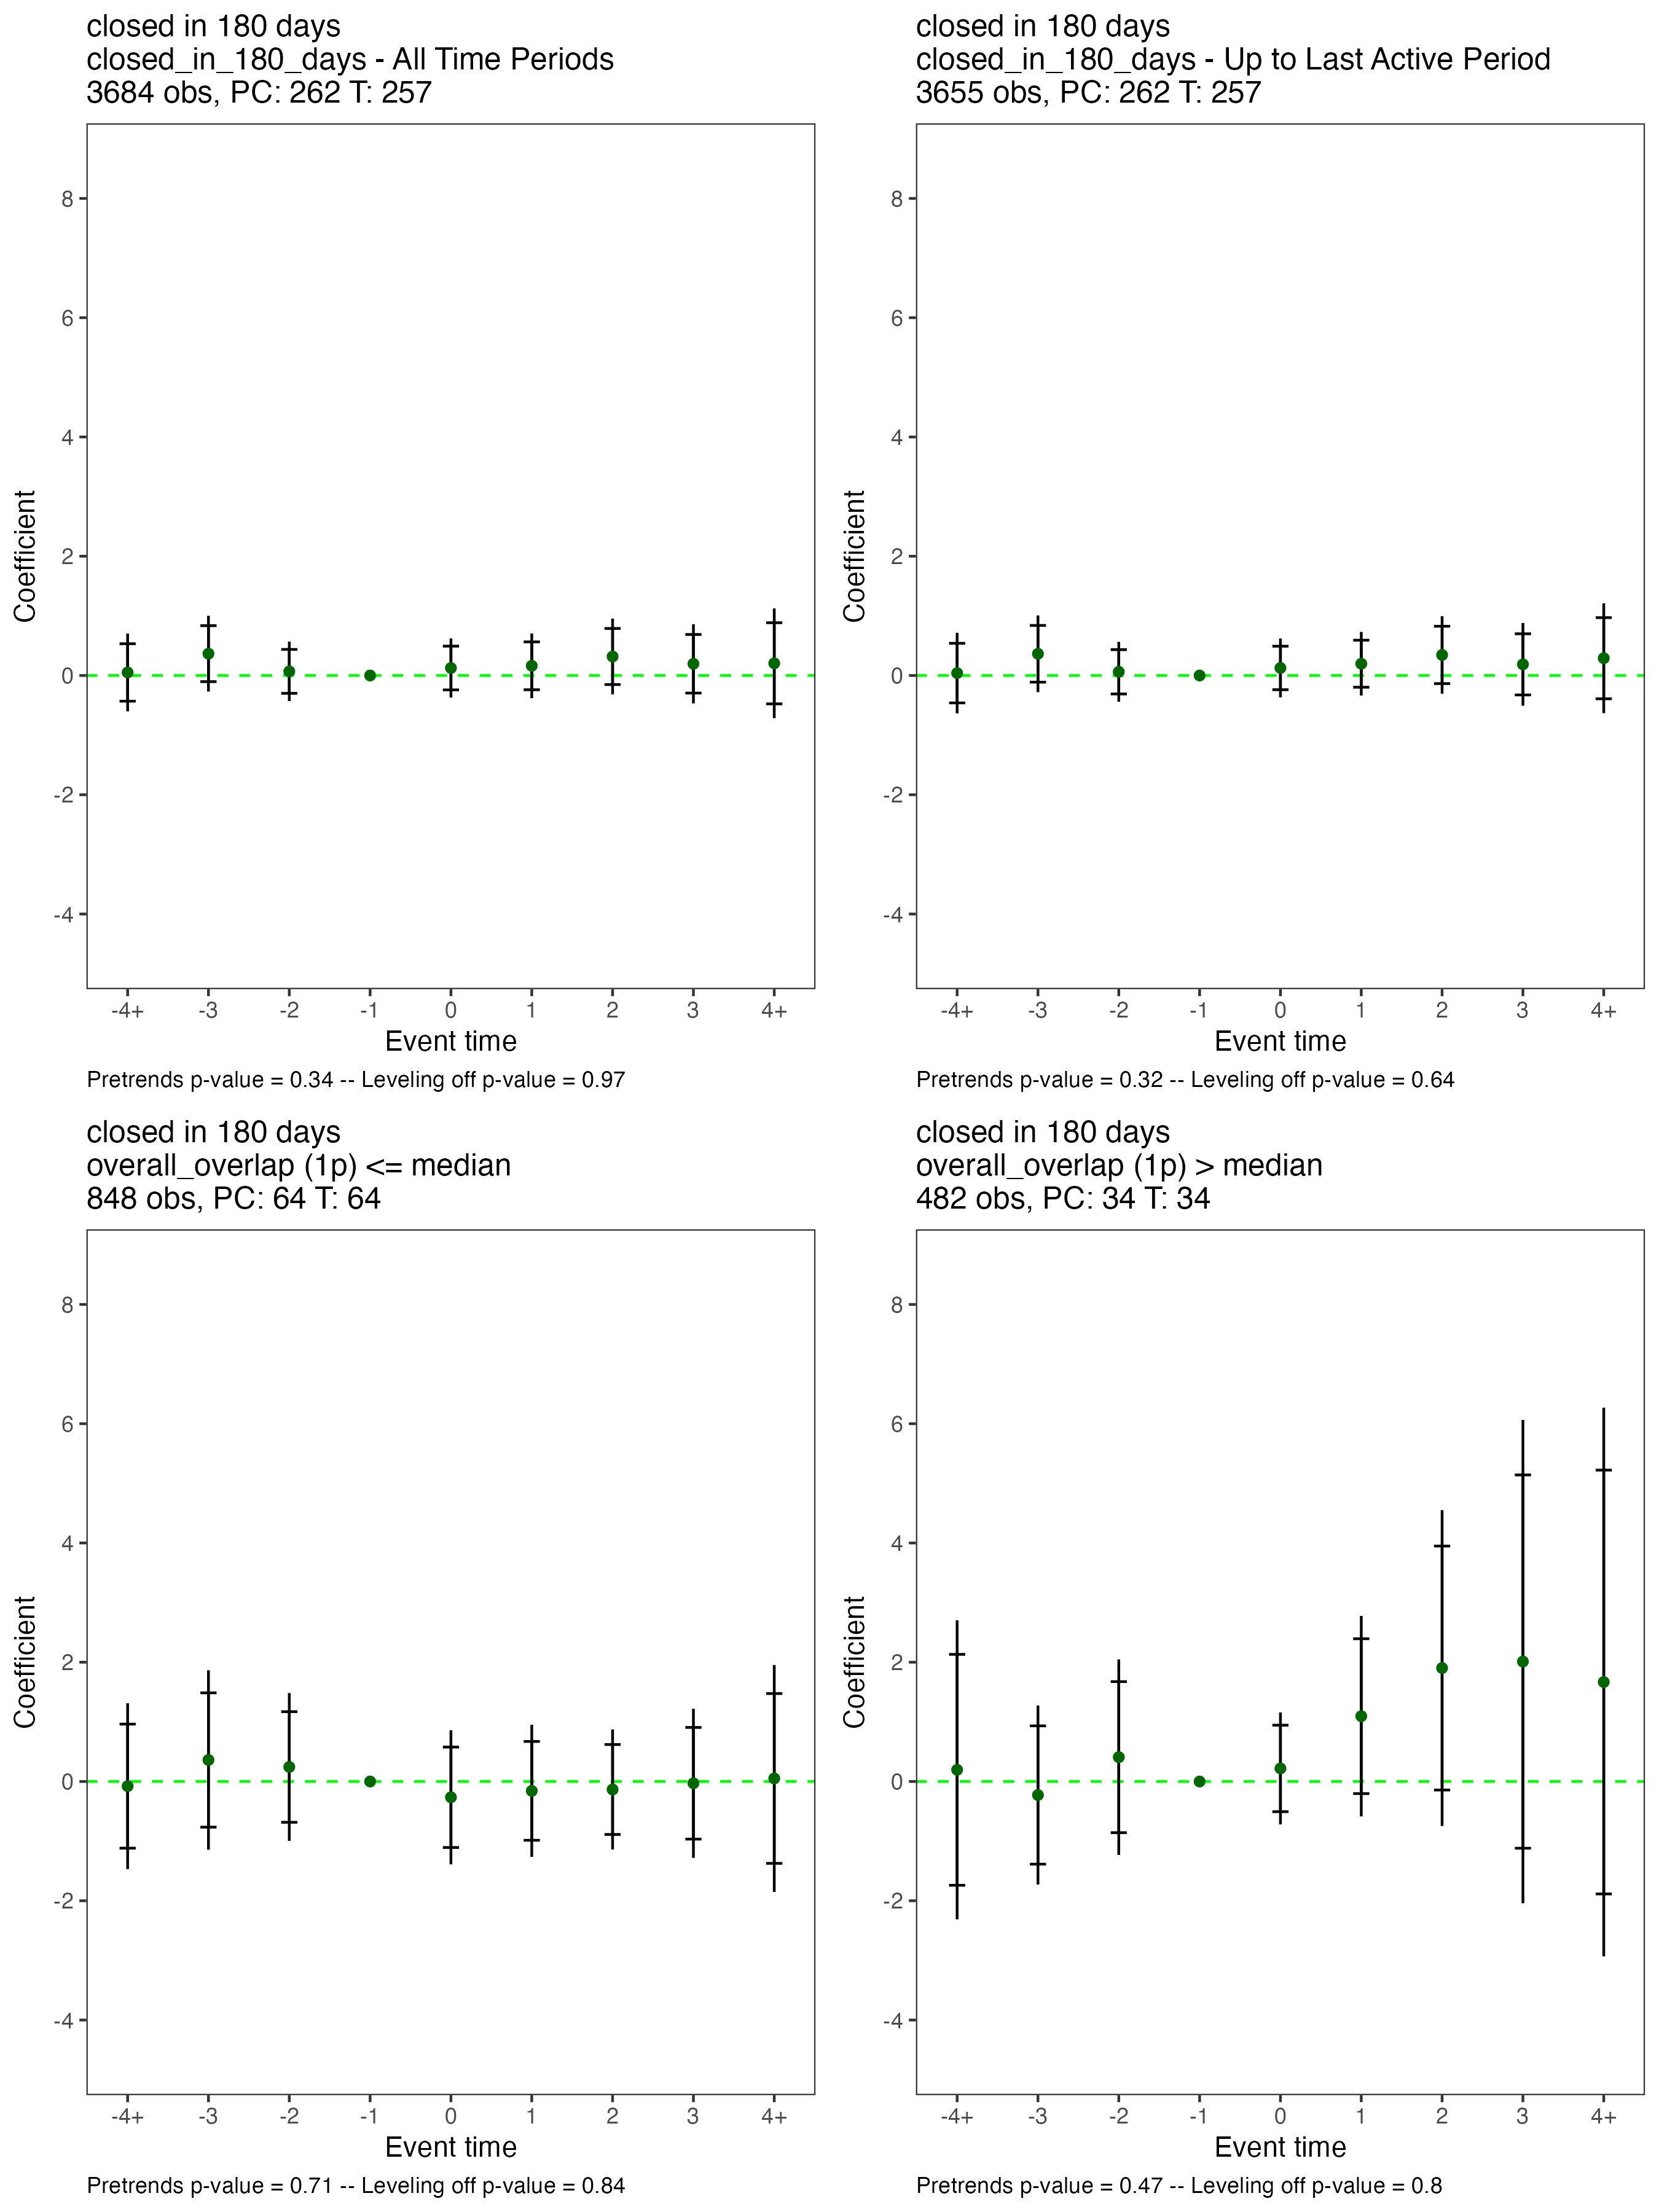 closed in 180 days
closed_in_180_days - All Time Periods
3684 obs, PC: 262 T: 257
8
6
4
2
0
-2
-4
Coefficient
-4+ -3 -2 -1 0 1 2 3 4+
Event time
Pretrends p-value = 0.34 -- Leveling off p-value = 0.97
closed in 180 days
closed_in_180_days - Up to Last Active Period
3655 obs, PC: 262 T: 257
8
6
4
2
0
-2
-4
Coefficient
-4+ -3 -2 -1 0 1 2 3 4+
Event time
Pretrends p-value = 0.32 -- Leveling off p-value = 0.64
closed in 180 days
overall_overlap (1p) <= median
848 obs, PC: 64 T: 64
8
6
4
2
0
-2
-4
Coefficient
-4+ -3 -2 -1 0 1 2 3 4+
Event time
Pretrends p-value = 0.71 -- Leveling off p-value = 0.84
closed in 180 days
overall_overlap (1p) > median
482 obs, PC: 34 T: 34
8
6
4
2
0
-2
-4
Coefficient
-4+ -3 -2 -1 0 1 2 3 4+
Event time
Pretrends p-value = 0.47 -- Leveling off p-value = 0.8